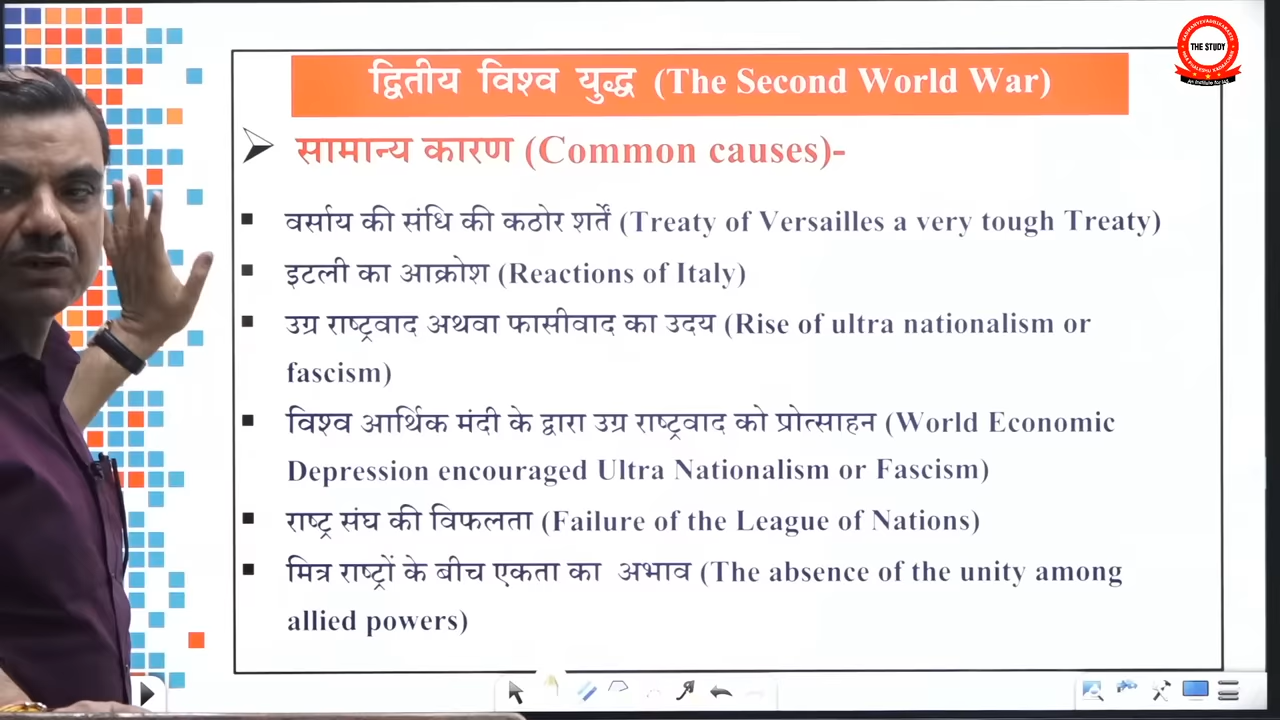 द्वितीय विश्व युद्ध (The Second World War)
THE STUDY
सामान्य कारण (Common causes)-
वर्साय की संधि की कठोर शर्तें (Treaty of Versailles a very tough Treaty)
इटली का आक्रोश (Reactions of Italy)
उग्र राष्ट्रवाद अथवा फासीवाद का उदय (Rise of ultra nationalism or
fascism)
विश्व आर्थिक मंदी के द्वारा उग्र राष्ट्रवाद को प्रोत्साहन (World Economic
Depression encouraged Ultra Nationalism or Fascism)
राष्ट्र संघ की विफलता (Failure of the League of Nations)
मित्र राष्ट्रों के बीच एकता का अभाव (The absence of the unity among
allied powers)